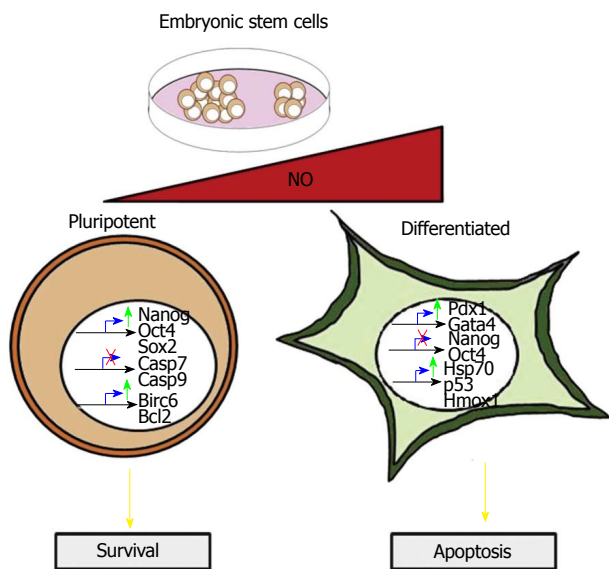 Embryonic stem cells
NO
Pluripotent
Differentiated
Nanog
Oct4
Sox2
Casp7
Casp9
Birc6
Bcl2
Pdx1
Gata4
Nanog
Oct4
Hsp70
p53
Hmox1
Survival
Apoptosis